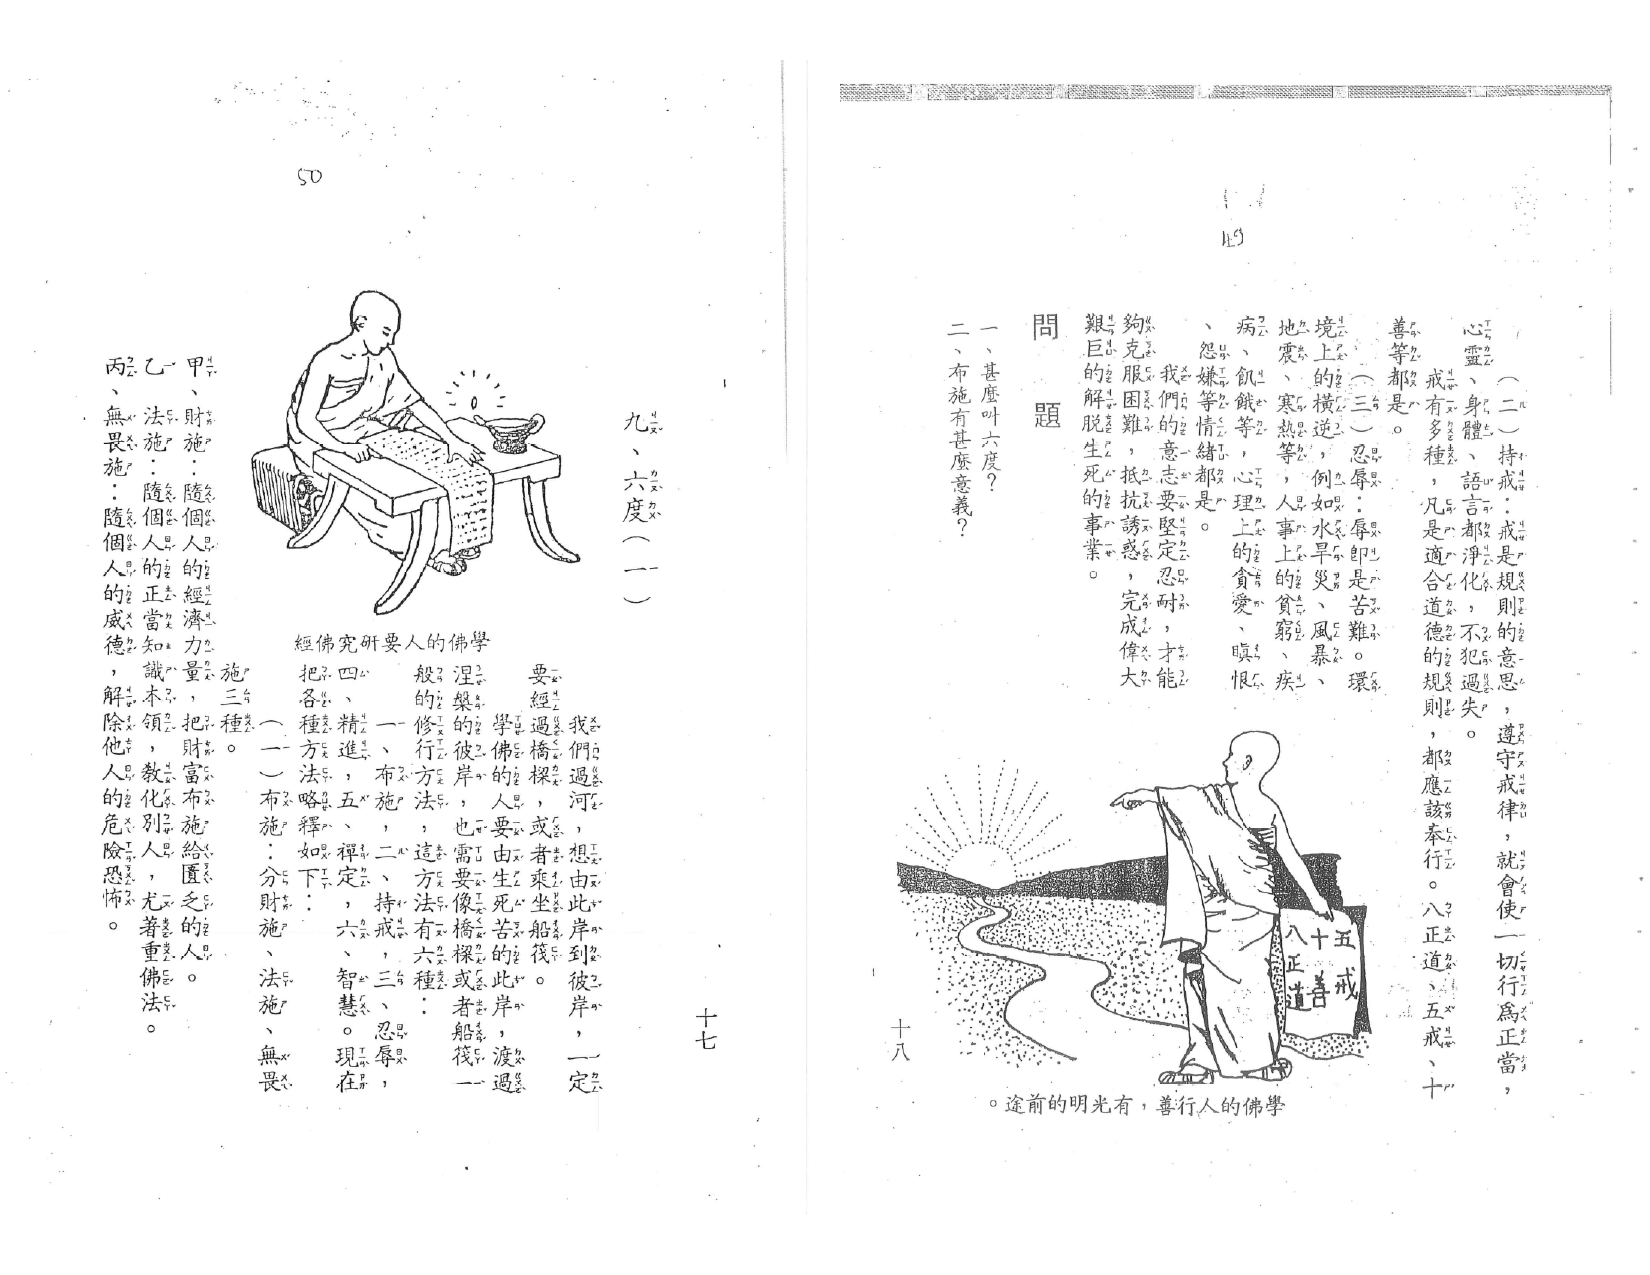 50
九、六度(一)
我們過河,想由此岸到彼岸,一定
要經過橋樑,或者乘坐船筏。
學佛的人要由生死苦的此岸,渡過
涅槃的彼岸,也需要像橋樑或者船筏一
般的修行方法,這方法有六種:
一、布施,二、持戒,三、忍辱,
四、精進,五、禪定,六、智慧。現在
把各種方法略釋如下:
(一)布施:分財施、法施、無畏
施三種。
甲、財施:隨個人的經濟力量,把財富布施給匱乏的人。
乙、法施:隨個人的正當知識本領,教化別人,尤著重佛法。
丙、無畏施:隨個人的威德,解除他人的危險恐怖。
學佛的人要研究佛經
十七
49
(二)持戒:戒是規則的意思,遵守戒律,就會使一切行為正當,
心靈、身體、語言都淨化,不犯過失。
戒有多種,凡是適合道德的規則,都應該奉行。八正道、五戒、十
善等都是。
(三)忍辱:辱即是苦難。環
境上的橫逆,例如水旱災、風暴、
地震、寒熱等,人事上的貧窮、疾
病、飢餓等,心理上的貪愛、瞋恨
、怨嫌等情緒都是。
我們的意志要堅定忍耐,才能
夠克服困難,抵抗誘惑,完成偉大
艱巨的解脫生死的事業。
問題
一、甚麼叫六度?
二、布施有甚麼意義?
五戒
十善
八正道
學佛的人行善,有光明的前途。
十八